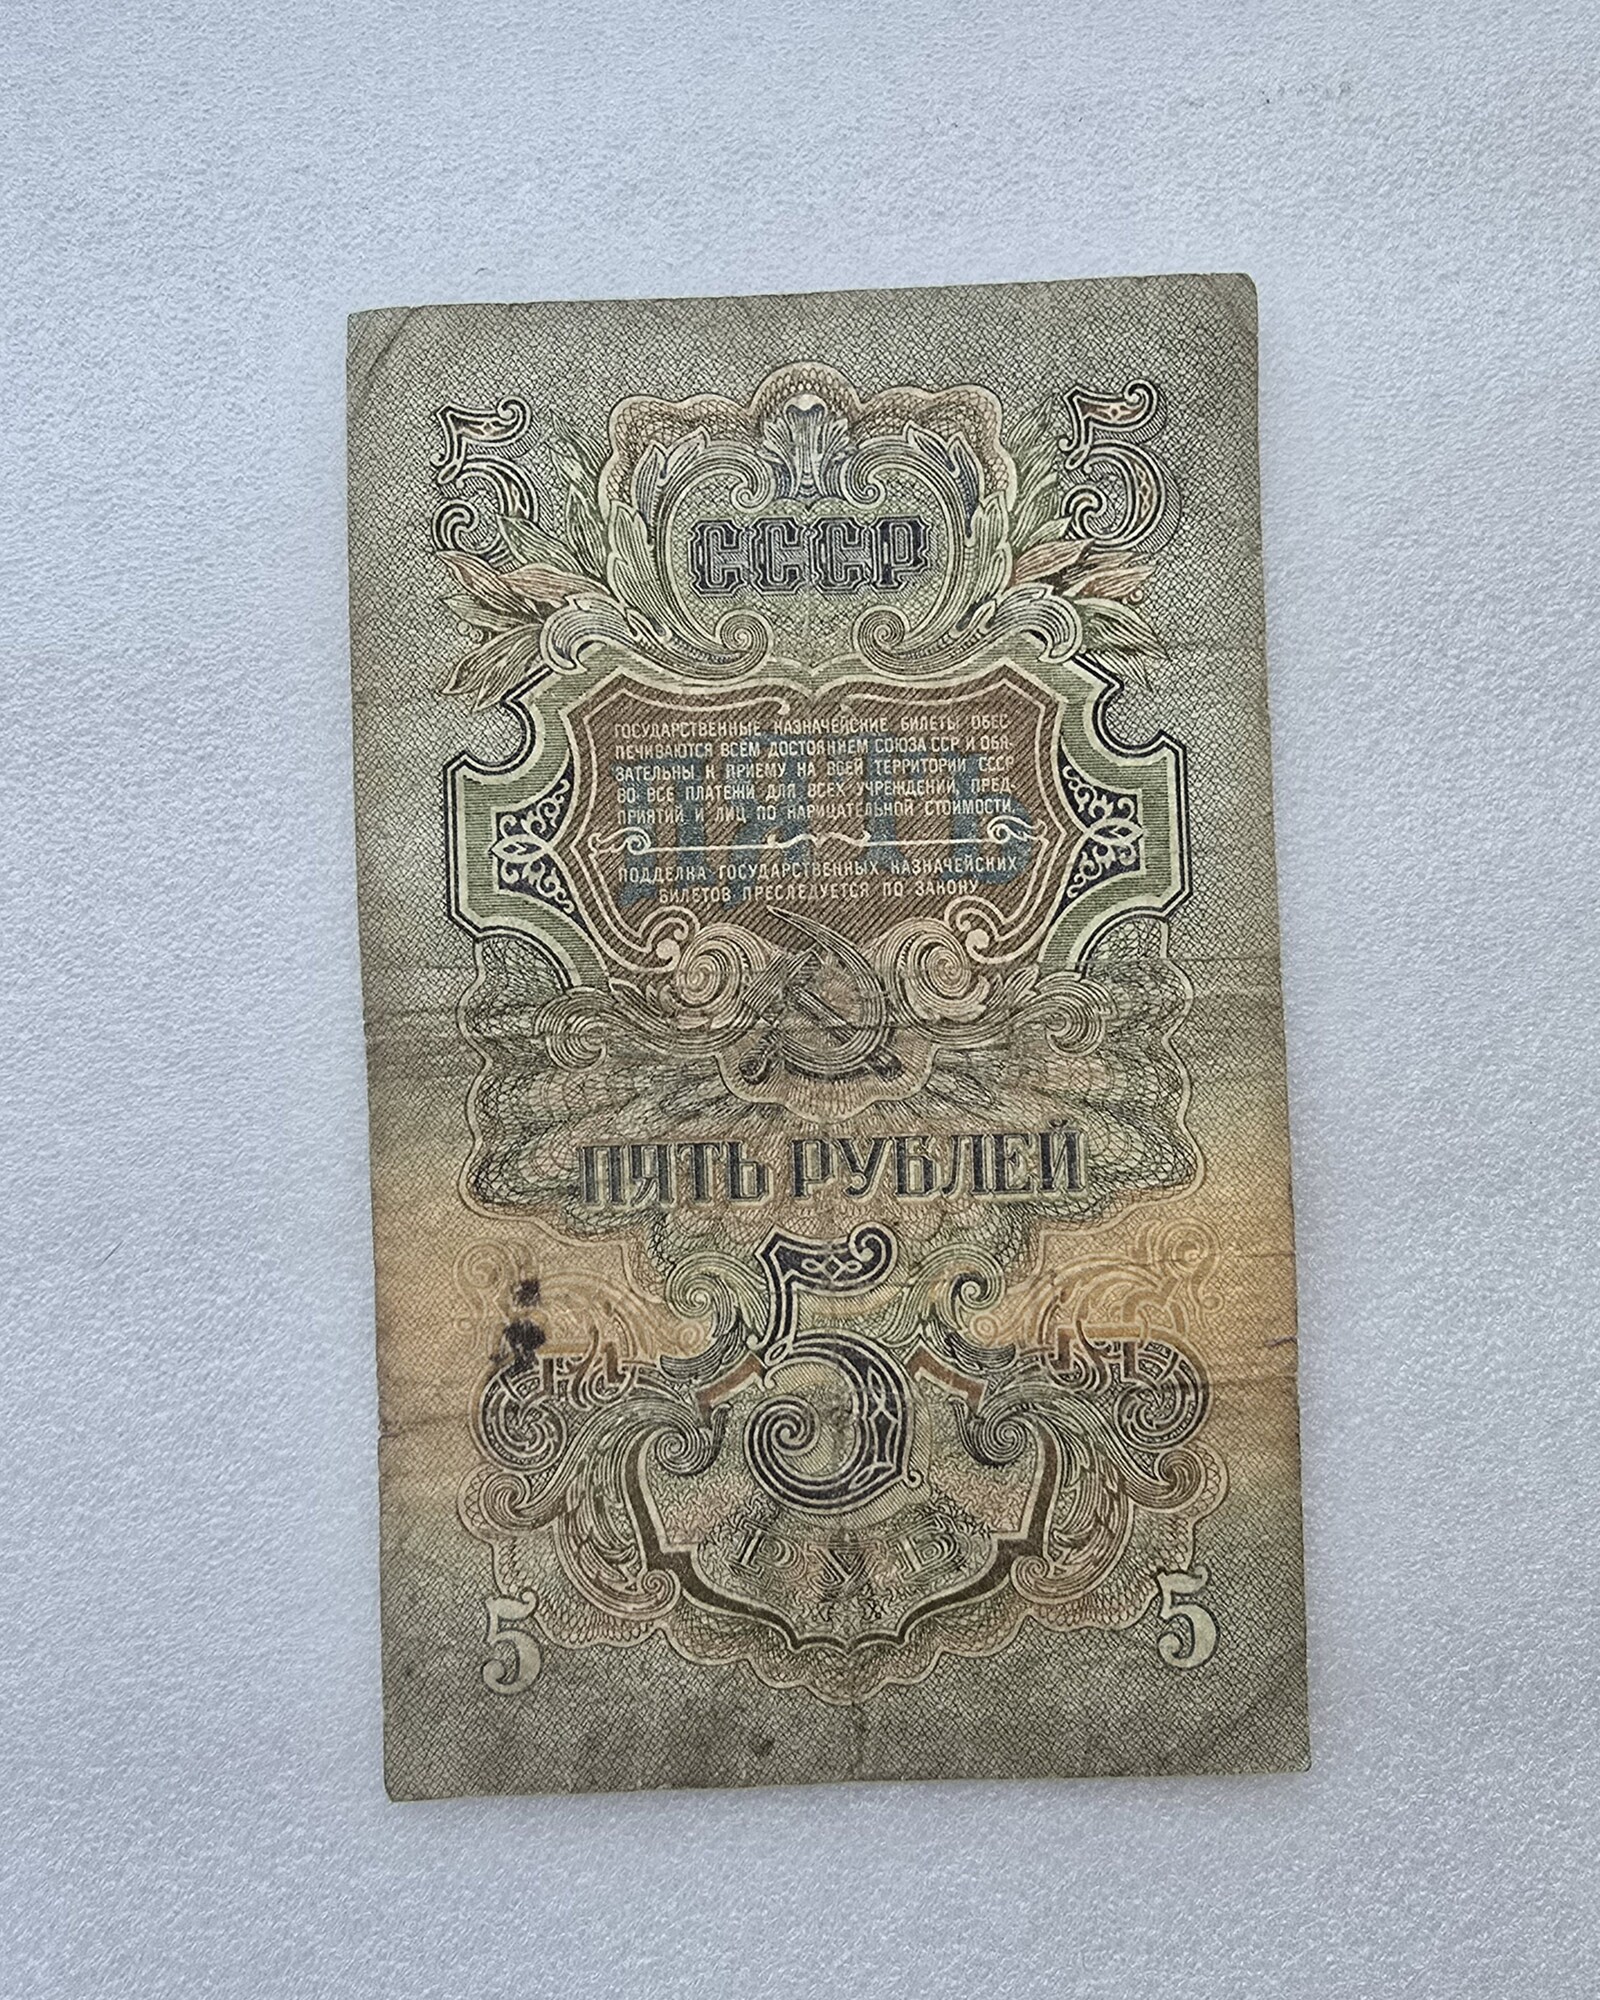 5 5
СССР
ГОСУДАРСТВЕННЫЕ КАЗНАЧЕЙСКИЕ БИЛЕТЫ ОБЕС-
ПЕЧИВАЮТСЯ ВСЕМ ДОСТОЯНИЕМ СОЮЗА ССР И ОБЯ-
ЗАТЕЛЬНЫ К ПРИЕМУ НА ВСЕЙ ТЕРРИТОРИИ СССР
ВО ВСЕ ПЛАТЕЖИ ДЛЯ ВСЕХ УЧРЕЖДЕНИЙ, ПРЕД-
ПРИЯТИЙ И ЛИЦ ПО НАРИЦАТЕЛЬНОЙ СТОИМОСТИ.
ПОДДЕЛКА ГОСУДАРСТВЕННЫХ КАЗНАЧЕЙСКИХ
БИЛЕТОВ ПРЕСЛЕДУЕТСЯ ПО ЗАКОНУ
ПЯТЬ РУБЛЕЙ
5
РУБ
5 5